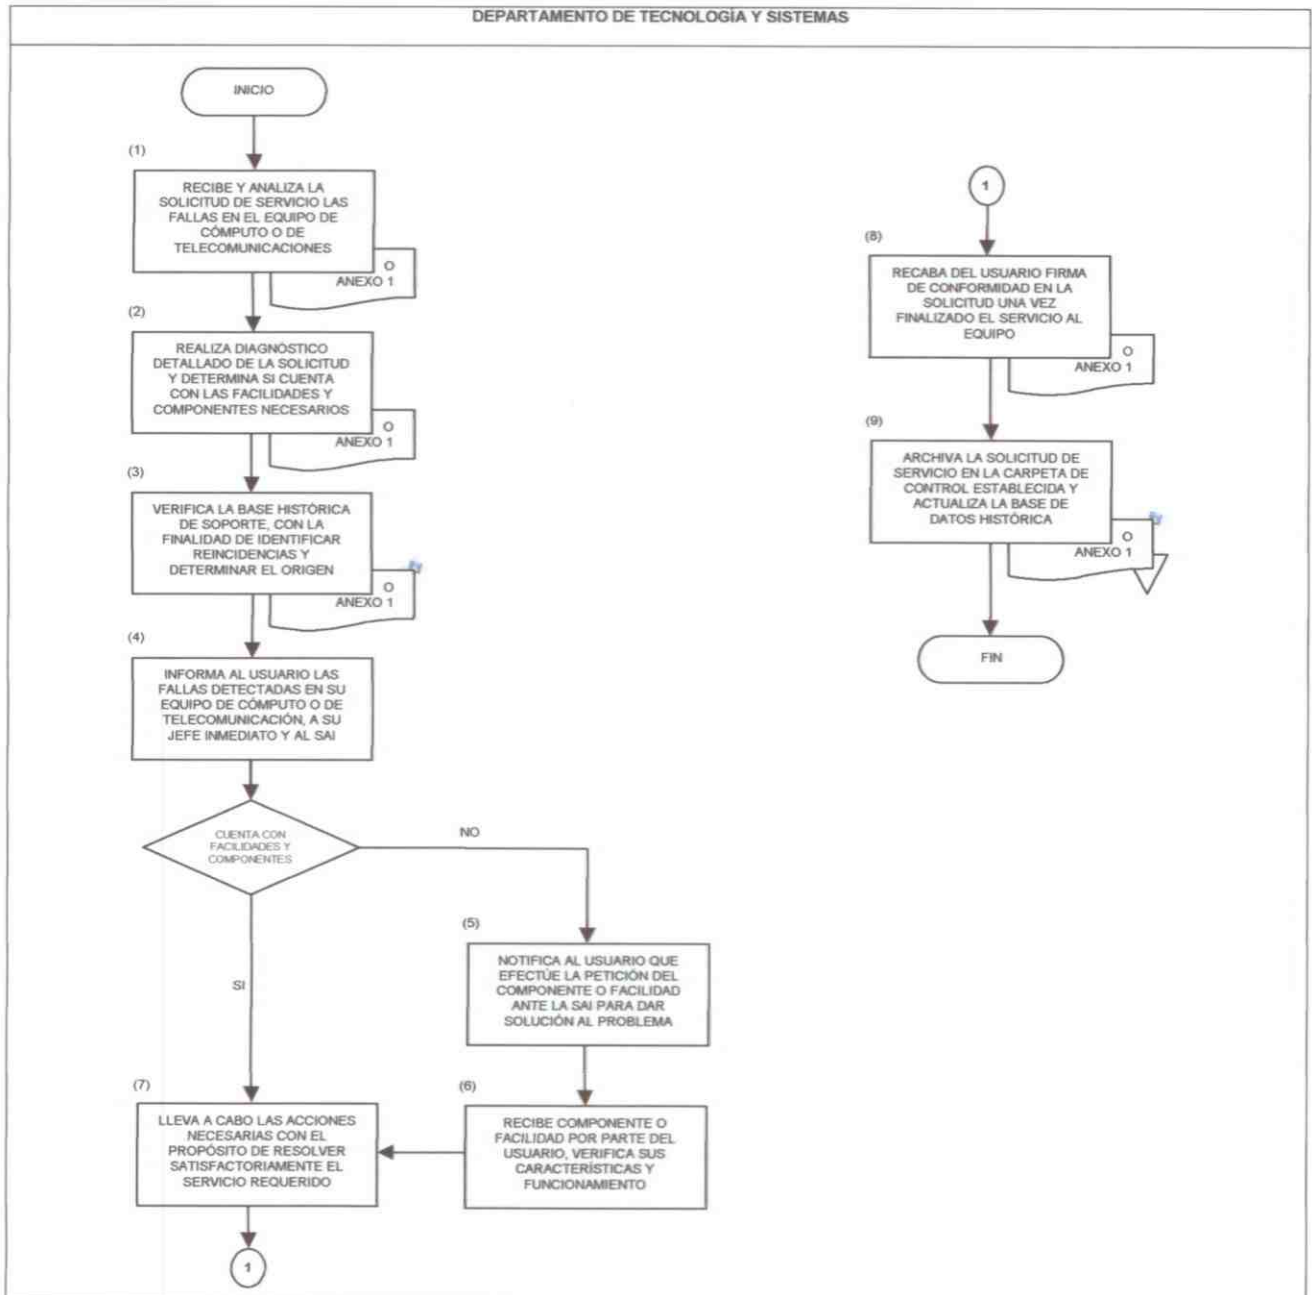 DEPARTAMENTO DE TECNOLOGÍA Y SISTEMAS
INICIO
(1)
RECIBE Y ANALIZA LA
SOLICITUD DE SERVICIO LAS
FALLAS EN EL EQUIPO DE
CÓMPUTO O DE
TELECOMUNICACIONES
O
ANEXO 1
(2)
REALIZA DIAGNÓSTICO
DETALLADO DE LA SOLICITUD
Y DETERMINA SI CUENTA
CON LAS FACILIDADES Y
COMPONENTES NECESARIOS
O
ANEXO 1
(3)
VERIFICA LA BASE HISTÓRICA
DE SOPORTE, CON LA
FINALIDAD DE IDENTIFICAR
REINCIDENCIAS Y
DETERMINAR EL ORIGEN
O
ANEXO 1
(4)
INFORMA AL USUARIO LAS
FALLAS DETECTADAS EN SU
EQUIPO DE CÓMPUTO O DE
TELECOMUNICACIÓN, A SU
JEFE INMEDIATO Y AL SAI
CUENTA CON
FACILIDADES Y
COMPONENTES
NO
SI
(5)
NOTIFICA AL USUARIO QUE
EFECTÚE LA PETICIÓN DEL
COMPONENTE O FACILIDAD
ANTE LA SAI PARA DAR
SOLUCIÓN AL PROBLEMA
(6)
RECIBE COMPONENTE O
FACILIDAD POR PARTE DEL
USUARIO, VERIFICA SUS
CARACTERÍSTICAS Y
FUNCIONAMIENTO
(7)
LLEVA A CABO LAS ACCIONES
NECESARIAS CON EL
PROPÓSITO DE RESOLVER
SATISFACTORIAMENTE EL
SERVICIO REQUERIDO
1
1
(8)
RECABA DEL USUARIO FIRMA
DE CONFORMIDAD EN LA
SOLICITUD UNA VEZ
FINALIZADO EL SERVICIO AL
EQUIPO
O
ANEXO 1
(9)
ARCHIVA LA SOLICITUD DE
SERVICIO EN LA CARPETA DE
CONTROL ESTABLECIDA Y
ACTUALIZA LA BASE DE
DATOS HISTÓRICA
O
ANEXO 1
FIN